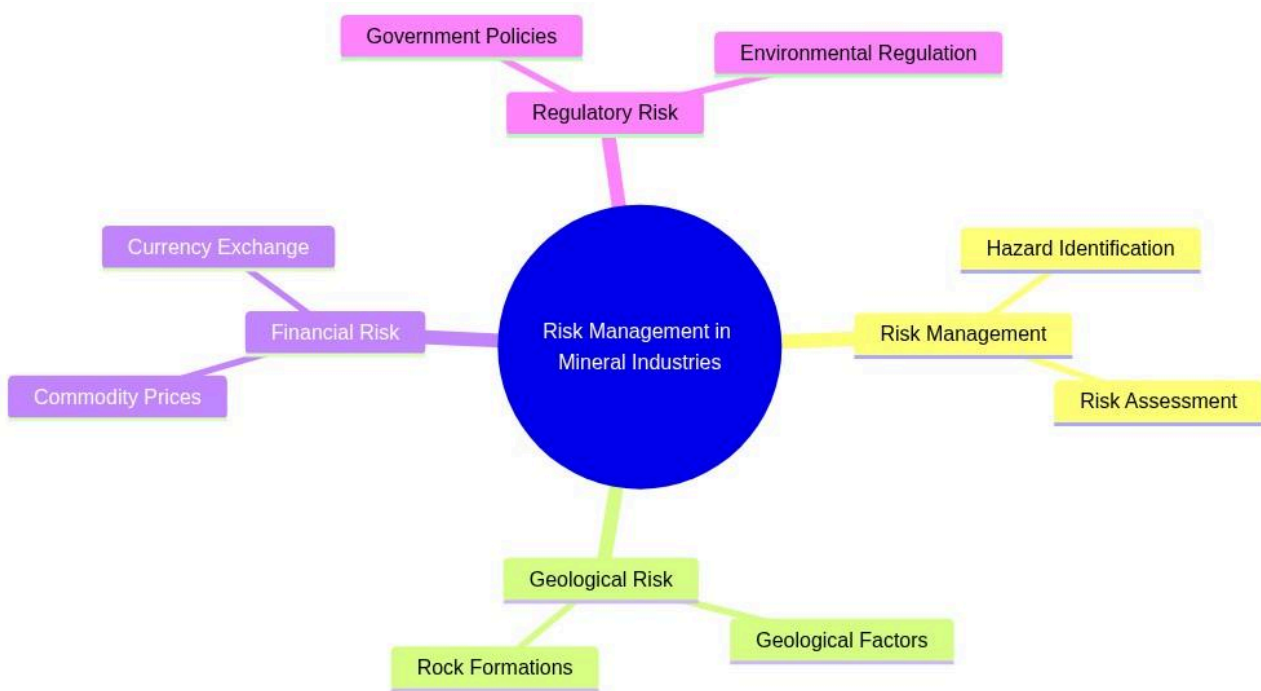 Government Policies
Environmental Regulation
Regulatory Risk
Currency Exchange
Hazard Identification
Financial Risk
Risk Management in
Mineral Industries
Risk Management
Commodity Prices
Risk Assessment
Geological Risk
Geological Factors
Rock Formations